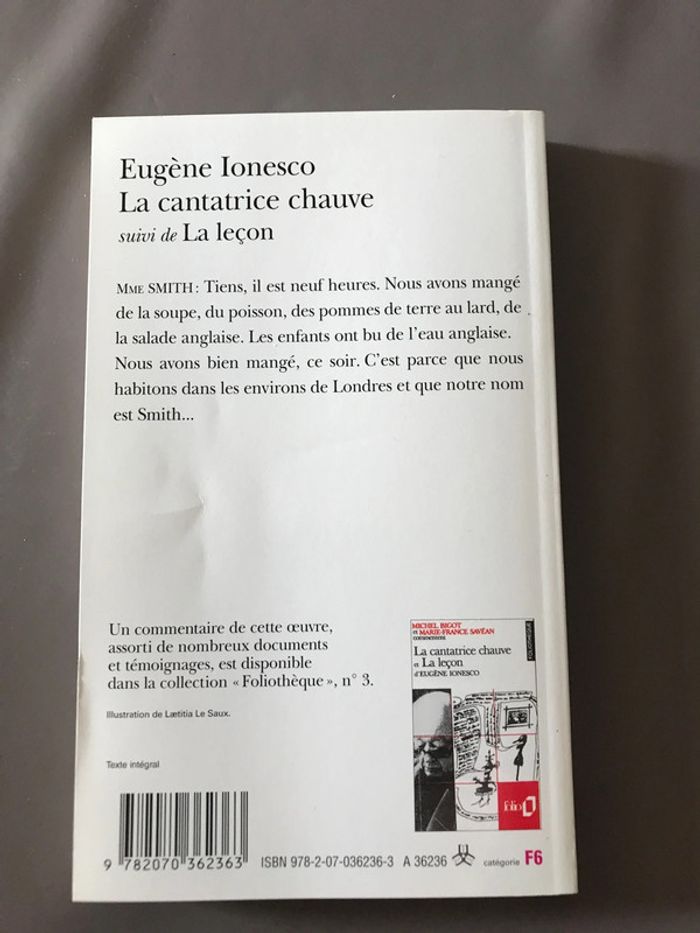 Eugène Ionesco
La cantatrice chauve
suivi de La leçon
MME SMITH : Tiens, il est neuf heures. Nous avons mangé
de la soupe, du poisson, des pommes de terre au lard, de
la salade anglaise. Les enfants ont bu de l'eau anglaise.
Nous avons bien mangé, ce soir. C'est parce que nous
habitons dans les environs de Londres et que notre nom
est Smith...
Un commentaire de cette œuvre,
assorti de nombreux documents
et témoignages, est disponible
dans la collection « Foliothèque », n° 3.
Illustration de Lætitia Le Saux.
Texte intégral
MICHEL BIGOT
et MARIE-FRANCE SAVÉAN
commentent
La cantatrice chauve
et La leçon
d'EUGÈNE IONESCO
FOLIOTHÈQUE
folio
9 782070 362363
ISBN 978-2-07-036236-3 A 36236
catégorie F6